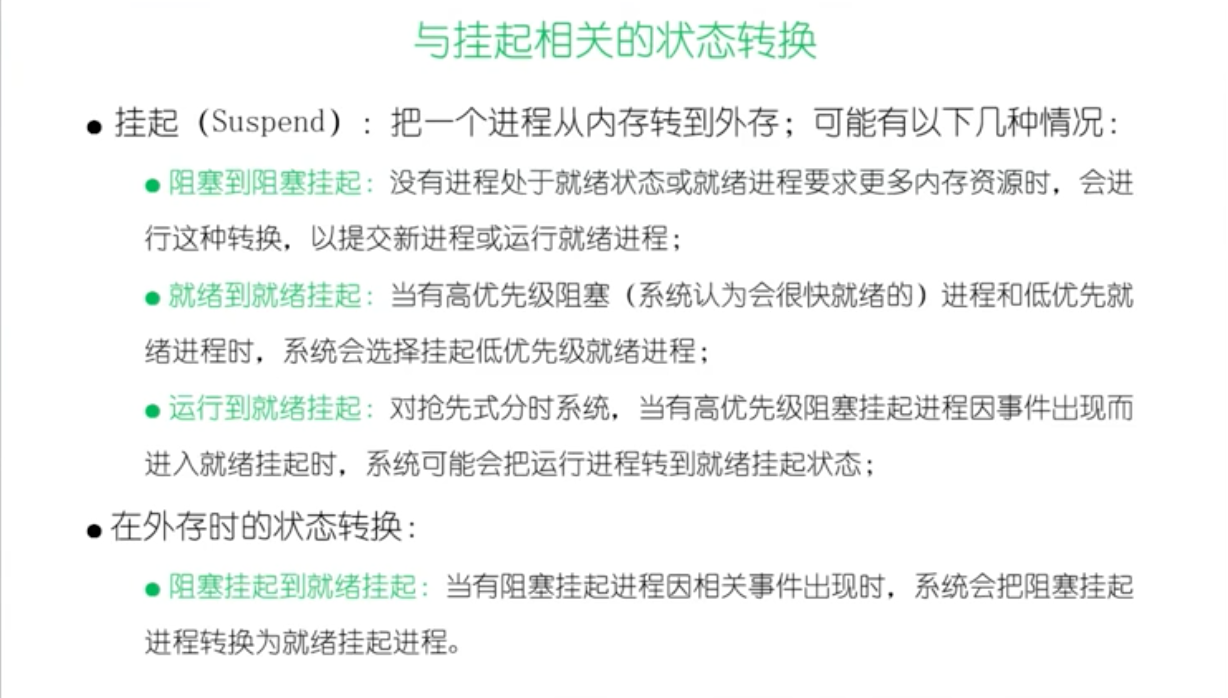 与挂起相关的状态转换
● 挂起（Suspend）：把一个进程从内存转到外存；可能有以下几种情况：
● 阻塞到阻塞挂起：没有进程处于就绪状态或就绪进程要求更多内存资源时，会进
行这种转换，以提交新进程或运行就绪进程；
● 就绪到就绪挂起：当有高优先级阻塞（系统认为会很快就绪的）进程和低优先就
绪进程时，系统会选择挂起低优先级就绪进程；
● 运行到就绪挂起：对抢先式分时系统，当有高优先级阻塞挂起进程因事件出现而
进入就绪挂起时，系统可能会把运行进程转到就绪挂起状态；
● 在外存时的状态转换：
● 阻塞挂起到就绪挂起：当有阻塞挂起进程因相关事件出现时，系统会把阻塞挂起
进程转换为就绪挂起进程。